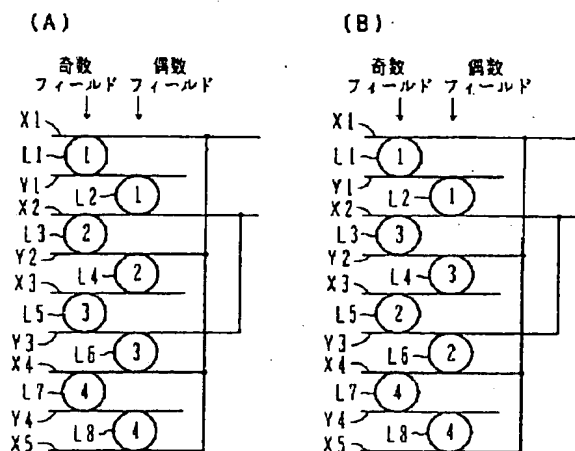 (A)
奇数 偶数
フィールド フィールド
X1
L1 1
Y1
L2 1
X2
L3 2
Y2
L4 2
X3
L5 3
Y3
L6 3
X4
L7 4
Y4
L8 4
X5
(B)
奇数 偶数
フィールド フィールド
X1
L1 1
Y1
L2 1
X2
L3 3
Y2
L4 3
X3
L5 2
Y3
L6 2
X4
L7 4
Y4
L8 4
X5